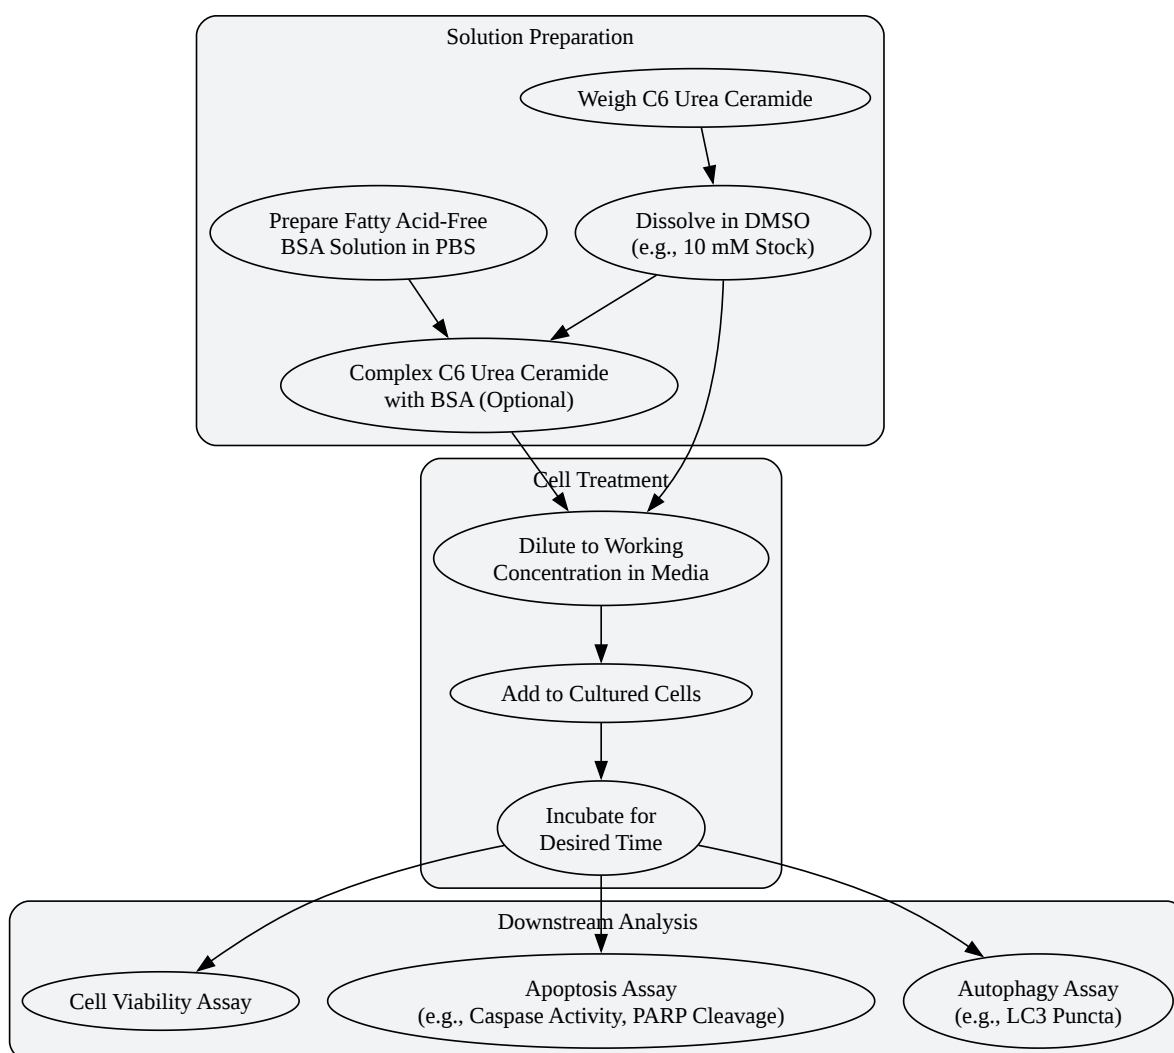 Solution Preparation
Weigh C6 Urea Ceramide
Prepare Fatty Acid-Free
BSA Solution in PBS
Dissolve in DMSO
(e.g., 10 mM Stock)
Complex C6 Urea Ceramide
with BSA (Optional)
Cell Treatment
Dilute to Working
Concentration in Media
Add to Cultured Cells
Incubate for
Desired Time
Downstream Analysis
Cell Viability Assay
Apoptosis Assay
(e.g., Caspase Activity, PARP Cleavage)
Autophagy Assay
(e.g., LC3 Puncta)